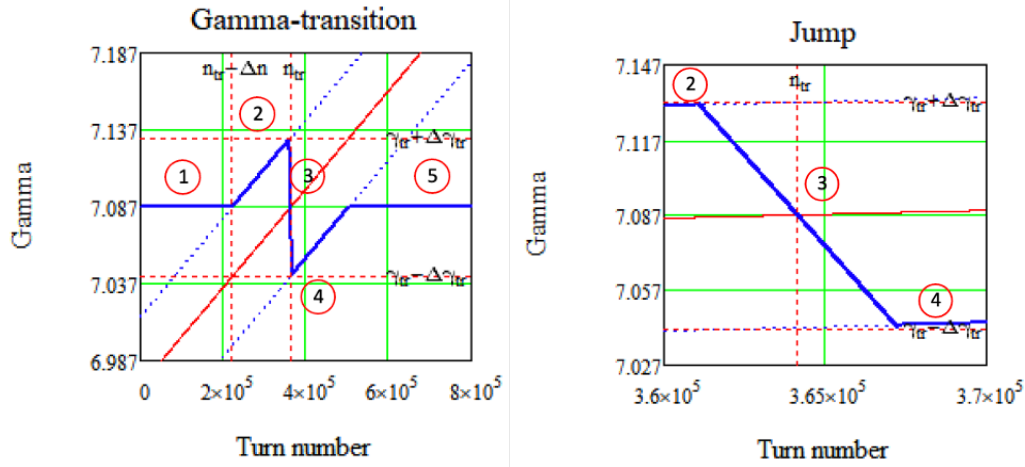 Gamma-transition
7.187
7.137
7.087
7.037
6.987
Gamma
n_tr − Δn
n_tr
γ_tr+Δγ_tr
γ_tr−Δγ_tr
1
2
3
4
5
0
2×10^5
4×10^5
6×10^5
8×10^5
Turn number
Jump
7.147
7.117
7.087
7.057
7.027
Gamma
n_tr
γ_tr+Δγ_tr
γ_tr−Δγ_tr
2
3
4
3.6×10^5
3.65×10^5
3.7×10^5
Turn number